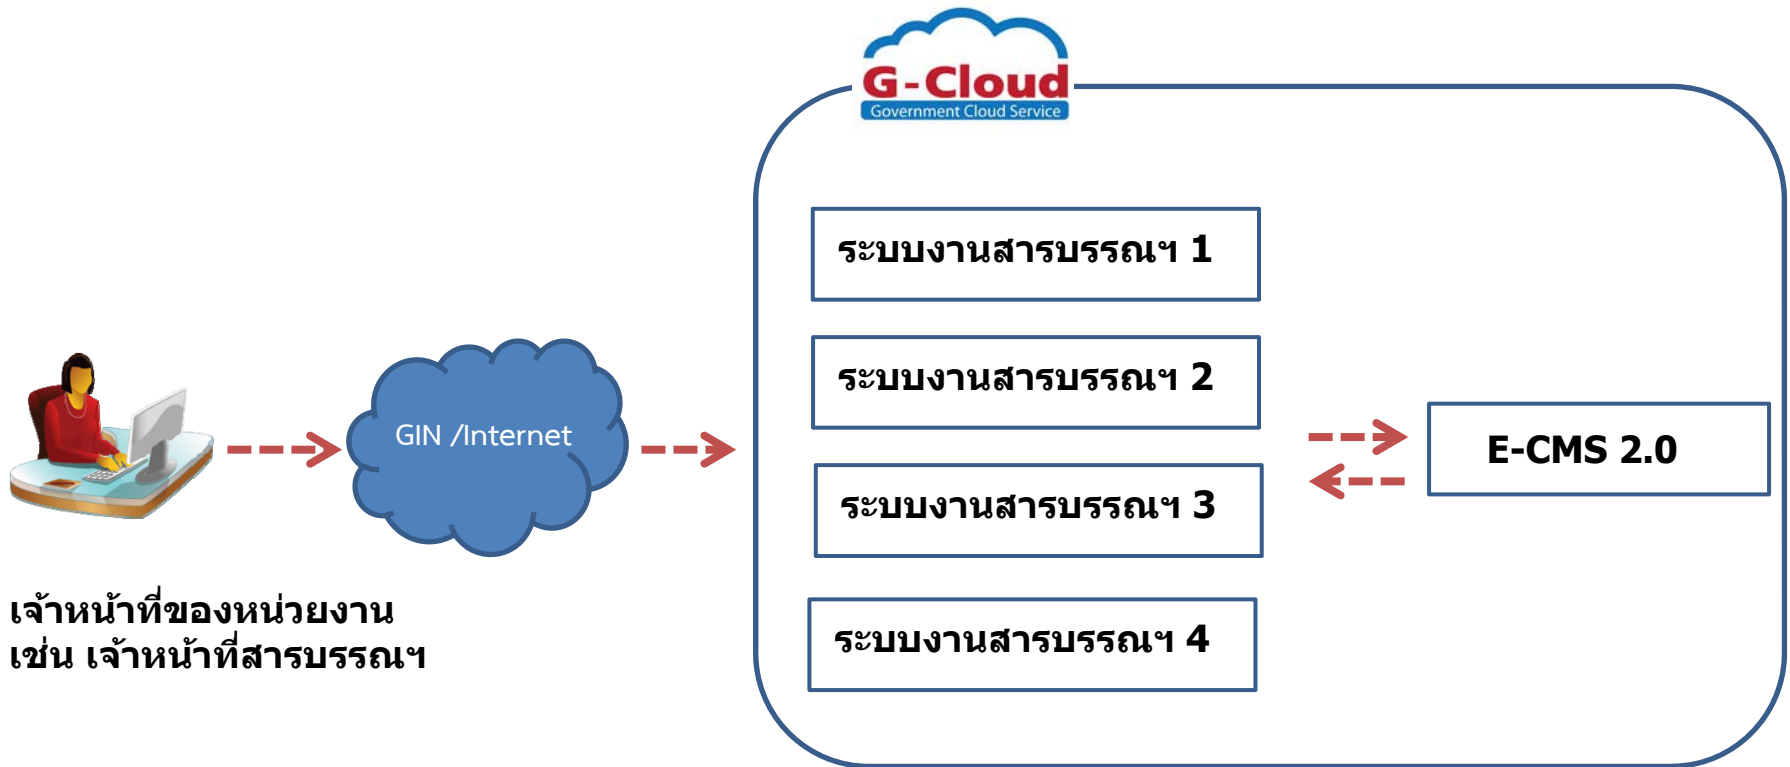 G-Cloud
Government Cloud Service
ระบบงานสารบรรณฯ 1
ระบบงานสารบรรณฯ 2
GIN /Internet
E-CMS 2.0
ระบบงานสารบรรณฯ 3
เจ้าหน้าที่ของหน่วยงาน
เช่น เจ้าหน้าที่สารบรรณฯ
ระบบงานสารบรรณฯ 4